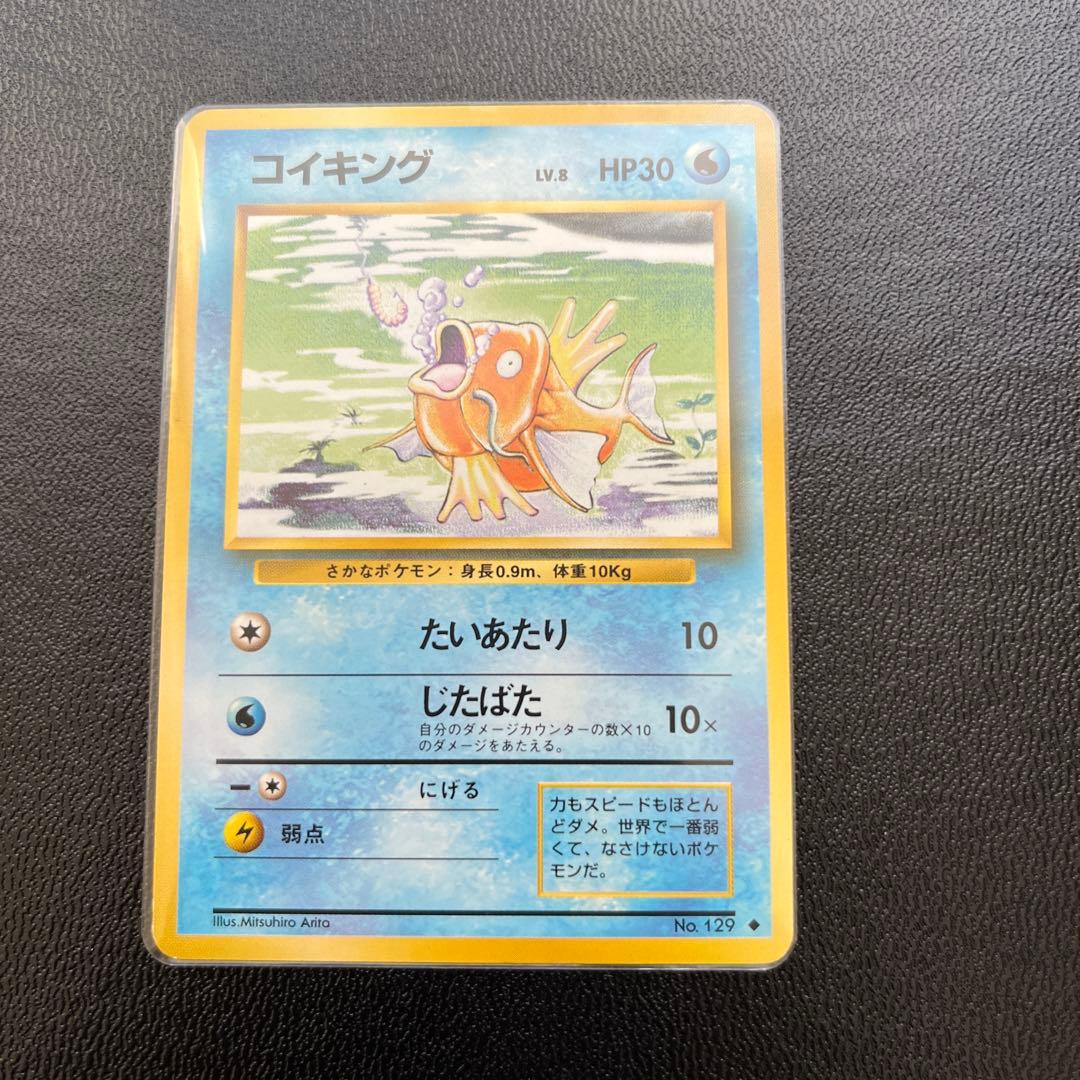 コイキング LV.8 HP30
さかなポケモン：身長0.9m、体重10Kg
たいあたり 10
じたばた 10×
自分のダメージカウンターの数×10
のダメージをあたえる。
− にげる
弱点
力もスピードもほとん
どダメ。世界で一番弱
くて、なさけないポケ
モンだ。
Illus.Mitsuhiro Arita No. 129 ◆